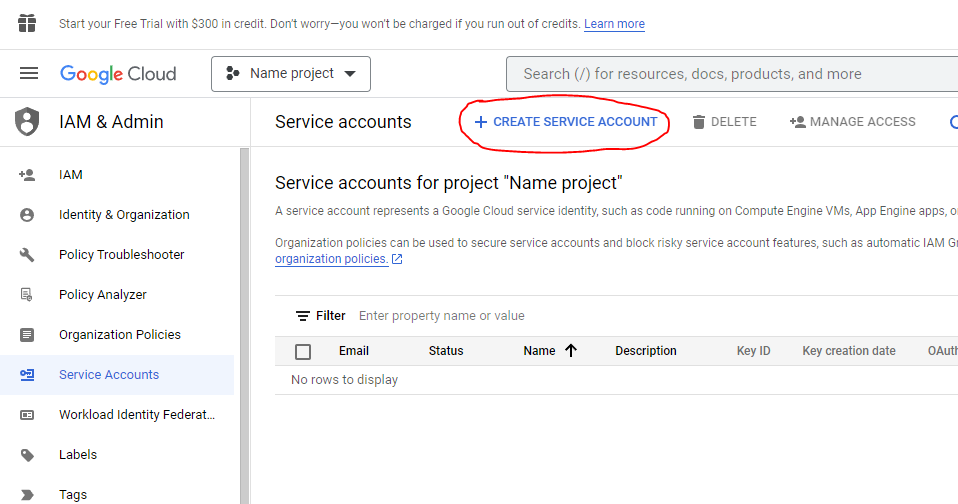 Start your Free Trial with $300 in credit. Don't worry—you won't be charged if you run out of credits. Learn more
Google Cloud
Name project
Search (/) for resources, docs, products, and more
IAM & Admin
Service accounts
CREATE SERVICE ACCOUNT
DELETE
MANAGE ACCESS
IAM
Identity & Organization
Policy Troubleshooter
Policy Analyzer
Organization Policies
Service Accounts
Workload Identity Federat...
Labels
Tags
Service accounts for project "Name project"
A service account represents a Google Cloud service identity, such as code running on Compute Engine VMs, App Engine apps, o
Organization policies can be used to secure service accounts and block risky service account features, such as automatic IAM Gr
organization policies.
Filter Enter property name or value
Email Status Name Description Key ID Key creation date OAuth
No rows to display